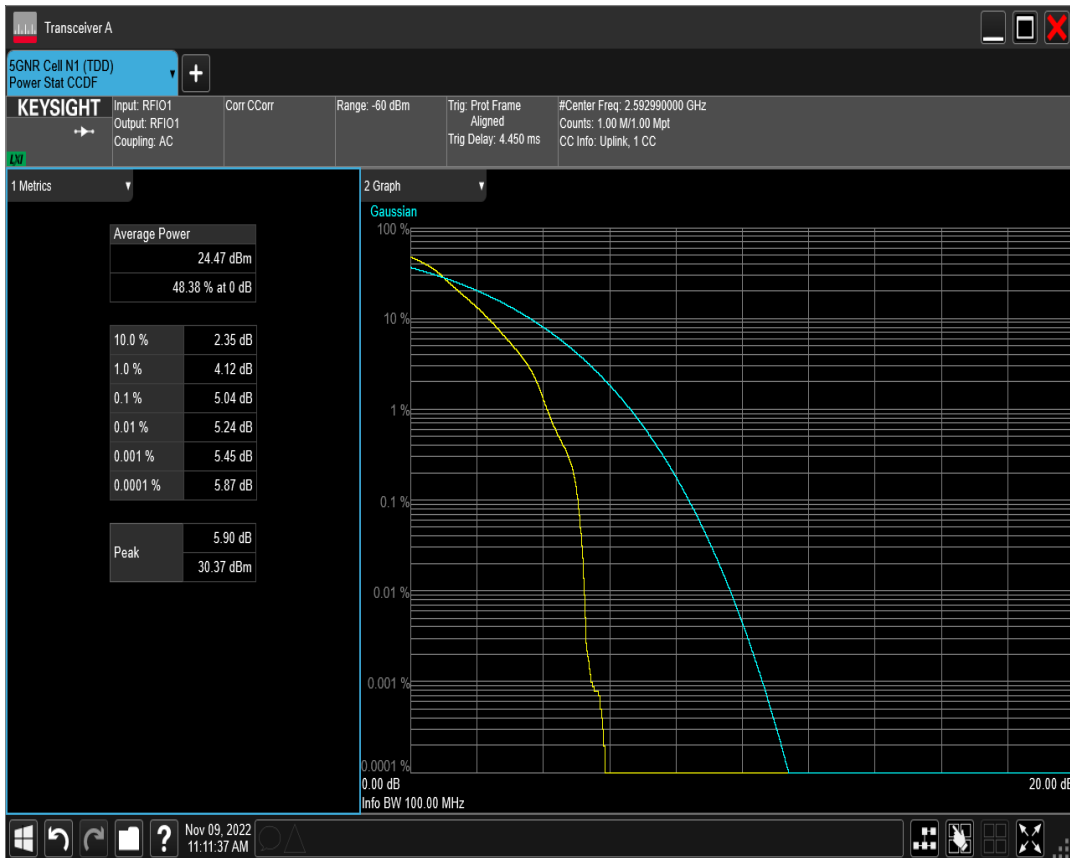 Transceiver A
5GNR Cell N1 (TDD)
Power Stat CCDF
+
KEYSIGHT
LXI
Input: RFIO1
Output: RFIO1
Coupling: AC
Corr CCorr
Range: -60 dBm
Trig: Prot Frame
Aligned
Trig Delay: 4.450 ms
#Center Freq: 2.592990000 GHz
Counts: 1.00 M/1.00 Mpt
CC Info: Uplink, 1 CC
1 Metrics
Average Power
24.47 dBm
48.38 % at 0 dB
10.0 % 2.35 dB
1.0 % 4.12 dB
0.1 % 5.04 dB
0.01 % 5.24 dB
0.001 % 5.45 dB
0.0001 % 5.87 dB
Peak
5.90 dB
30.37 dBm
2 Graph
Gaussian
100 %
10 %
1 %
0.1 %
0.01 %
0.001 %
0.0001 %
0.00 dB 20.00 dB
Info BW 100.00 MHz
?
Nov 09, 2022
11:11:37 AM